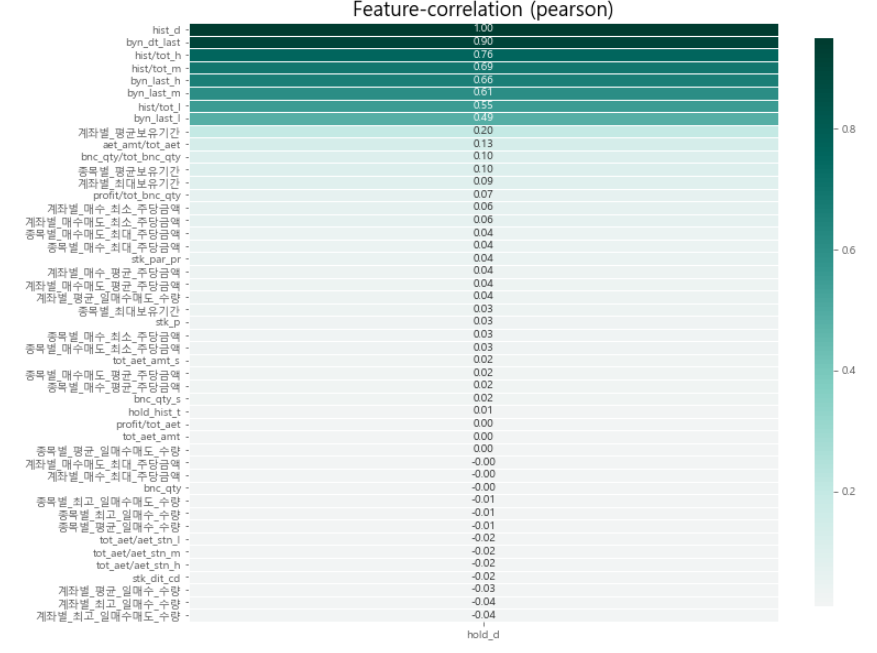 Feature-correlation (pearson)
hist_d 1.00
byn_dt_last 0.90
hist/tot_h 0.76
hist/tot_m 0.69
byn_last_h 0.66
byn_last_m 0.61
hist/tot_l 0.55
byn_last_l 0.49
계좌별_평균보유기간 0.20
aet_amt/tot_aet 0.13
bnc_qty/tot_bnc_qty 0.10
종목별_평균보유기간 0.10
계좌별_최대보유기간 0.09
profit/tot_bnc_qty 0.07
계좌별_매수_최소_주당금액 0.06
계좌별_매수매도_최소_주당금액 0.06
종목별_매수매도_최대_주당금액 0.04
종목별_매수_최대_주당금액 0.04
stk_par_pr 0.04
계좌별_매수_평균_주당금액 0.04
계좌별_매수매도_평균_주당금액 0.04
계좌별_평균_일매수매도_수량 0.04
종목별_최대보유기간 0.03
stk_p 0.03
종목별_매수_최소_주당금액 0.03
종목별_매수매도_최소_주당금액 0.03
tot_aet_amt_s 0.02
종목별_매수매도_평균_주당금액 0.02
종목별_매수_평균_주당금액 0.02
bnc_qty_s 0.02
hold_hist_t 0.01
profit/tot_aet 0.00
tot_aet_amt 0.00
종목별_평균_일매수매도_수량 0.00
계좌별_매수매도_최대_주당금액 -0.00
계좌별_매수_최대_주당금액 -0.00
bnc_qty -0.00
종목별_최고_일매수매도_수량 -0.01
종목별_최고_일매수_수량 -0.01
종목별_평균_일매수_수량 -0.01
tot_aet/aet_stn_l -0.02
tot_aet/aet_stn_m -0.02
tot_aet/aet_stn_h -0.02
stk_dit_cd -0.02
계좌별_평균_일매수_수량 -0.03
계좌별_최고_일매수_수량 -0.04
계좌별_최고_일매수매도_수량 -0.04
hold_d
0.8
0.6
0.4
0.2